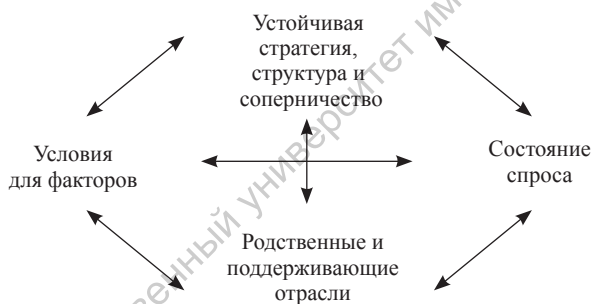 Устойчивая
стратегия,
структура и
соперничество
Условия
для факторов
Состояние
спроса
Родственные и
поддерживающие
отрасли